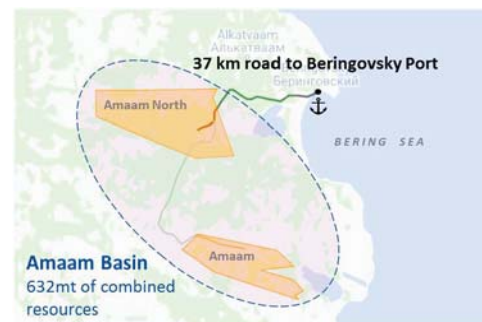 Alkatvaam
Алькатваам
37 km road to Beringovsky Port
Беринговский
Amaam North
BERING SEA
Amaam
Amaam Basin
632mt of combined
resources